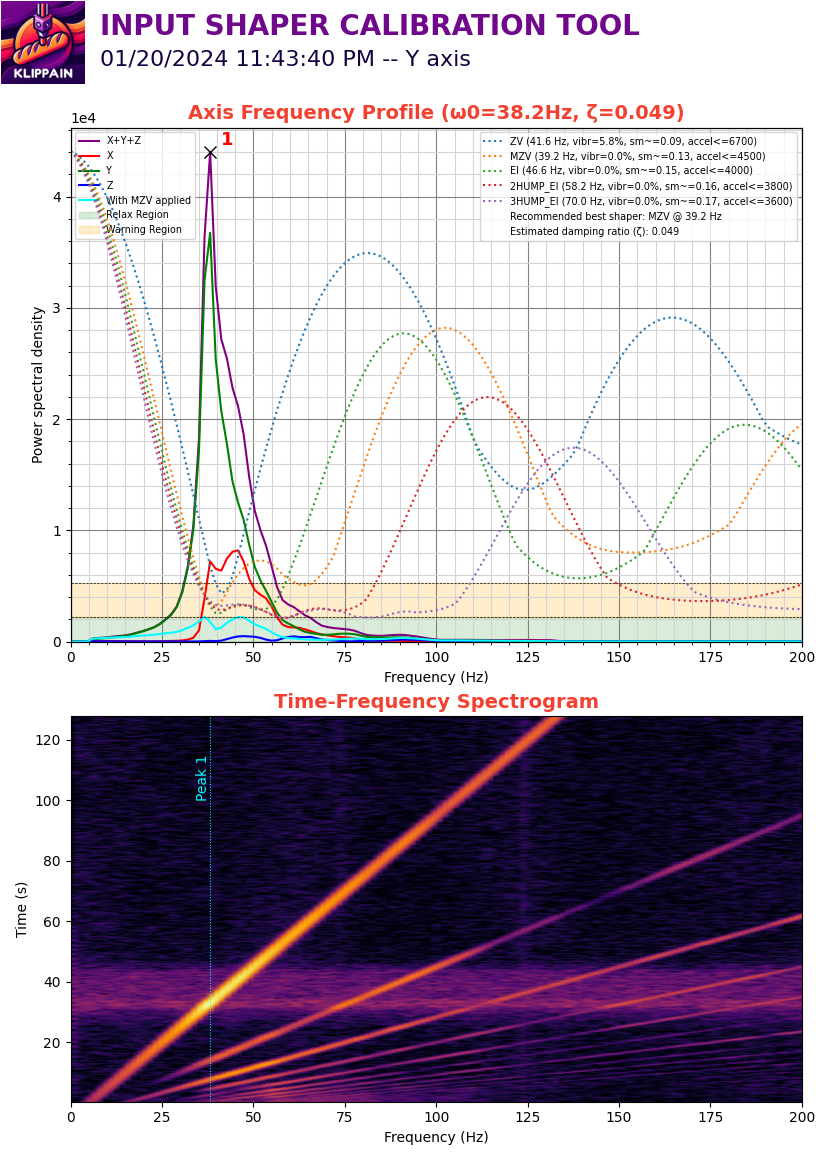 INPUT SHAPER CALIBRATION TOOL
01/20/2024 11:43:40 PM -- Y axis
KLIPPAIN
Axis Frequency Profile (ω0=38.2Hz, ζ=0.049)
1e4
1
X+Y+Z
X
Y
Z
With MZV applied
Relax Region
Warning Region
ZV (41.6 Hz, vibr=5.8%, sm~=0.09, accel<=6700)
MZV (39.2 Hz, vibr=0.0%, sm~=0.13, accel<=4500)
EI (46.6 Hz, vibr=0.0%, sm~=0.15, accel<=4000)
2HUMP_EI (58.2 Hz, vibr=0.0%, sm~=0.16, accel<=3800)
3HUMP_EI (70.0 Hz, vibr=0.0%, sm~=0.17, accel<=3600)
Recommended best shaper: MZV @ 39.2 Hz
Estimated damping ratio (ζ): 0.049
Power spectral density
4
3
2
1
0
0 25 50 75 100 125 150 175 200
Frequency (Hz)
Time-Frequency Spectrogram
Peak 1
Time (s)
120
100
80
60
40
20
0 25 50 75 100 125 150 175 200
Frequency (Hz)